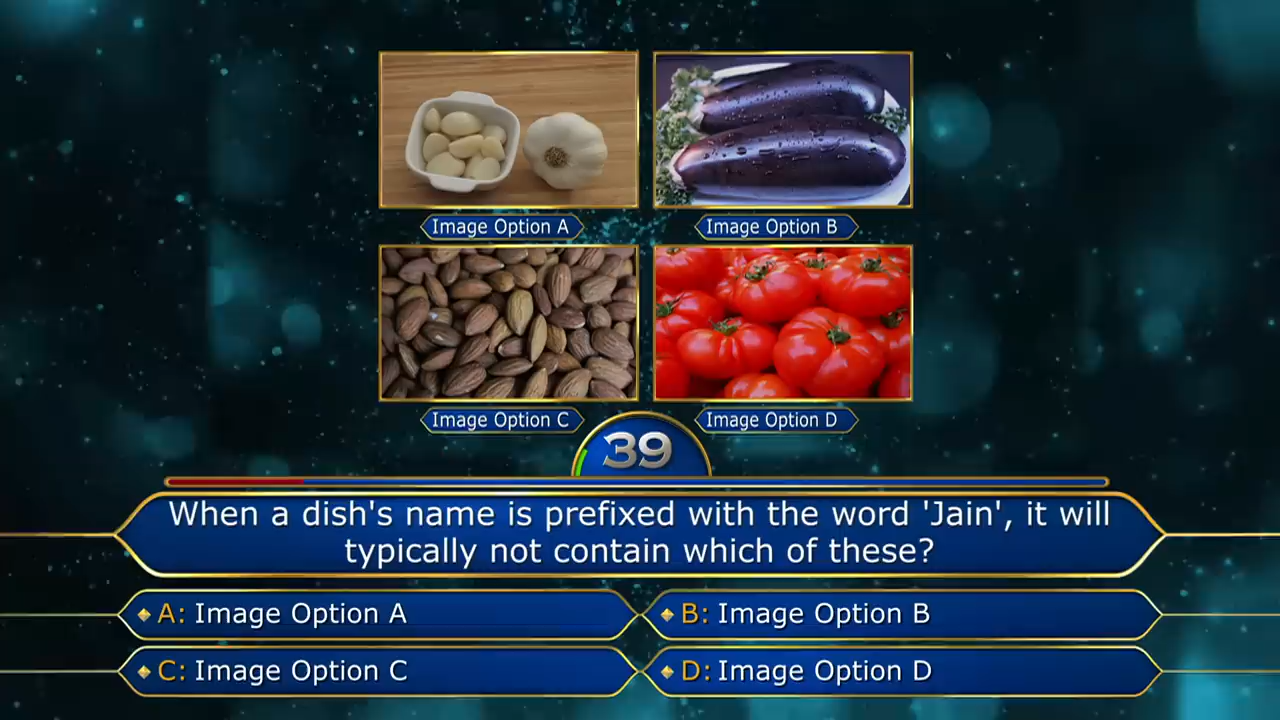 Image Option A
Image Option B
Image Option C
Image Option D
39
When a dish's name is prefixed with the word 'Jain', it will
typically not contain which of these?
A: Image Option A
B: Image Option B
C: Image Option C
D: Image Option D